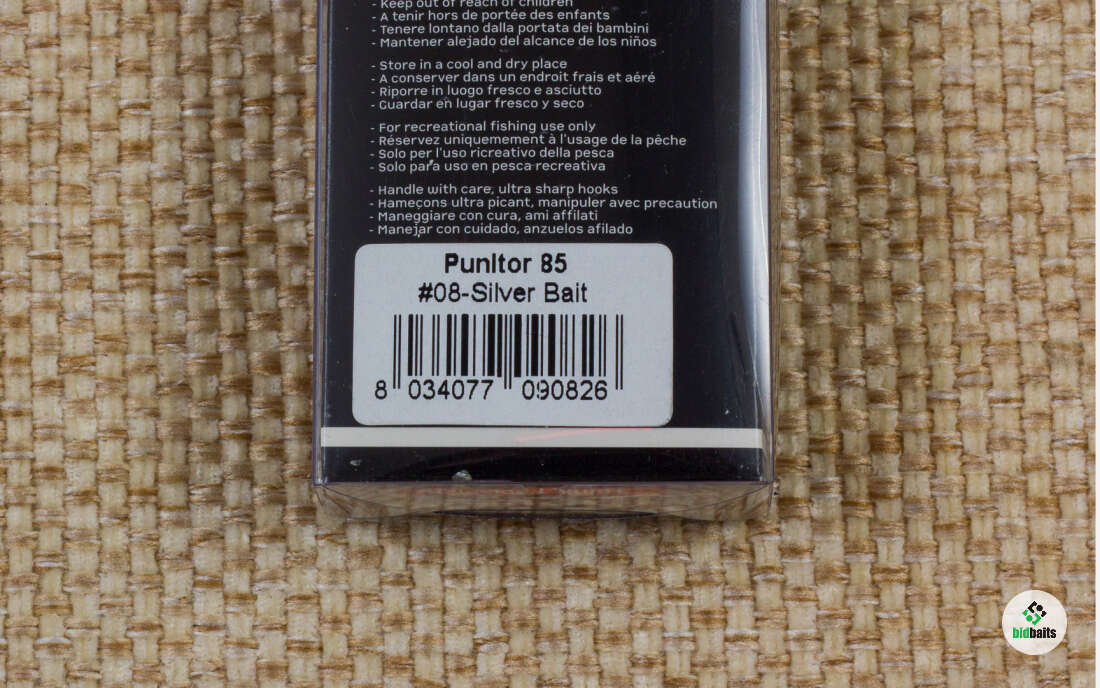 - Keep out of reach of children
- A tenir hors de portée des enfants
- Tenere lontano dalla portata dei bambini
- Mantener alejado del alcance de los niños
- Store in a cool and dry place
- A conserver dans un endroit frais et aéré
- Riporre in luogo fresco e asciutto
- Guardar en lugar fresco y seco
- For recreational fishing use only
- Réservez uniquemement à l'usage de la pêche
- Solo per l'uso ricreativo della pesca
- Solo para uso en pesca recreativa
- Handle with care, ultra sharp hooks
- Hameçons ultra picant, manipuler avec precaution
- Maneggiare con cura, ami affilati
- Manejar con cuidado, anzuelos afilado
PunItor 85
#08-Silver Bait
8 034077 090826
bidbaits